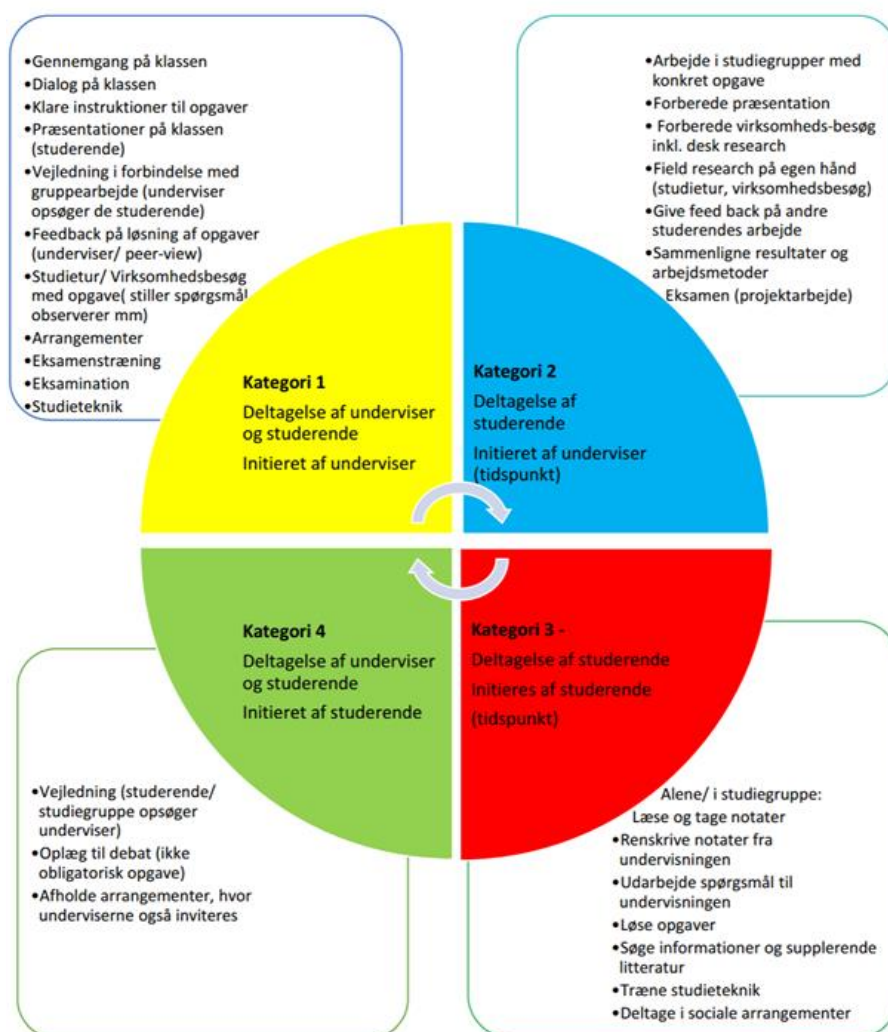 •Gennemgang på klassen
•Dialog på klassen
•Klare instruktioner til opgaver
•Præsentationer på klassen
(studerende)
•Vejledning i forbindelse med
gruppearbejde (underviser
opsøger de studerende)
•Feedback på løsning af opgaver
(underviser/ peer-view)
•Studietur/ Virksomhedsbesøg
med opgave( stiller spørgsmål
observerer mm)
•Arrangementer
•Eksamenstræning
•Eksamination
•Studieteknik
•Arbejde i studiegrupper med
konkret opgave
•Forberede præsentation
• Forberede virksomheds-besøg
inkl. desk research
•Field research på egen hånd
(studietur, virksomhedsbesøg)
•Give feed back på andre
studerendes arbejde
•Sammenligne resultater og
arbejdsmetoder
Eksamen (projektarbejde)
Kategori 1
Deltagelse af underviser
og studerende
Initieret af underviser
Kategori 2
Deltagelse af
studerende
Initieret af underviser
(tidspunkt)
Kategori 4
Deltagelse af underviser
og studerende
Initieret af studerende
Kategori 3 -
Deltagelse af studerende
Initieres af studerende
(tidspunkt)
•Vejledning (studerende/
studiegruppe opsøger
underviser)
•Oplæg til debat (ikke
obligatorisk opgave)
•Afholde arrangementer, hvor
underviserne også inviteres
Alene/ i studiegruppe:
Læse og tage notater
•Renskrive notater fra
undervisningen
•Udarbejde spørgsmål til
undervisningen
•Løse opgaver
•Søge informationer og supplerende
litteratur
•Træne studieteknik
•Deltage i sociale arrangementer